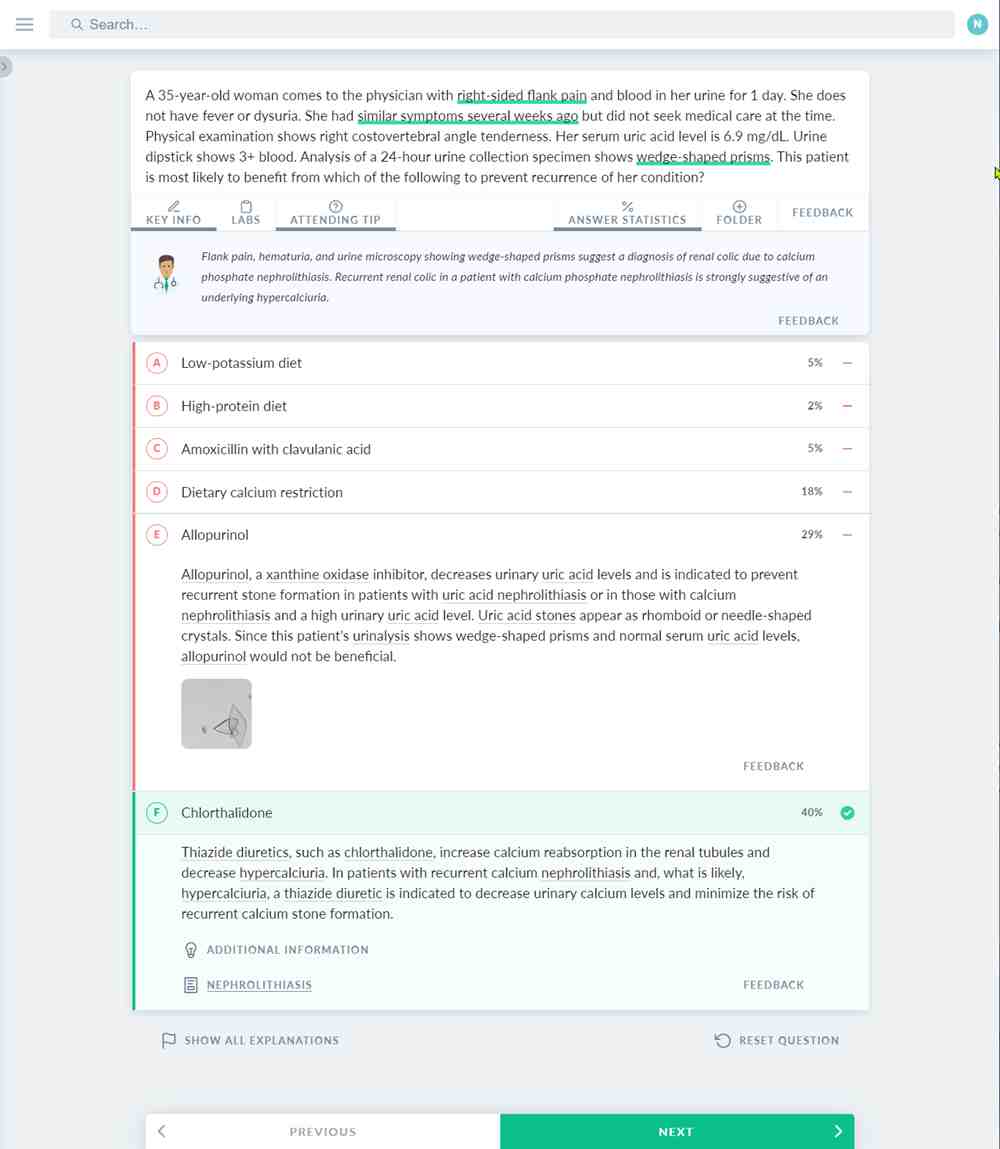 Search...
N
A 35-year-old woman comes to the physician with right-sided flank pain and blood in her urine for 1 day. She does
not have fever or dysuria. She had similar symptoms several weeks ago but did not seek medical care at the time.
Physical examination shows right costovertebral angle tenderness. Her serum uric acid level is 6.9 mg/dL. Urine
dipstick shows 3+ blood. Analysis of a 24-hour urine collection specimen shows wedge-shaped prisms. This patient
is most likely to benefit from which of the following to prevent recurrence of her condition?
KEY INFO LABS ATTENDING TIP ANSWER STATISTICS FOLDER FEEDBACK
Flank pain, hematuria, and urine microscopy showing wedge-shaped prisms suggest a diagnosis of renal colic due to calcium
phosphate nephrolithiasis. Recurrent renal colic in a patient with calcium phosphate nephrolithiasis is strongly suggestive of an
underlying hypercalciuria.
FEEDBACK
A Low-potassium diet 5%
B High-protein diet 2%
C Amoxicillin with clavulanic acid 5%
D Dietary calcium restriction 18%
E Allopurinol 29%
Allopurinol, a xanthine oxidase inhibitor, decreases urinary uric acid levels and is indicated to prevent
recurrent stone formation in patients with uric acid nephrolithiasis or in those with calcium
nephrolithiasis and a high urinary uric acid level. Uric acid stones appear as rhomboid or needle-shaped
crystals. Since this patient's urinalysis shows wedge-shaped prisms and normal serum uric acid levels,
allopurinol would not be beneficial.
FEEDBACK
F Chlorthalidone 40%
Thiazide diuretics, such as chlorthalidone, increase calcium reabsorption in the renal tubules and
decrease hypercalciuria. In patients with recurrent calcium nephrolithiasis and, what is likely,
hypercalciuria, a thiazide diuretic is indicated to decrease urinary calcium levels and minimize the risk of
recurrent calcium stone formation.
ADDITIONAL INFORMATION
NEPHROLITHIASIS FEEDBACK
SHOW ALL EXPLANATIONS RESET QUESTION
PREVIOUS NEXT